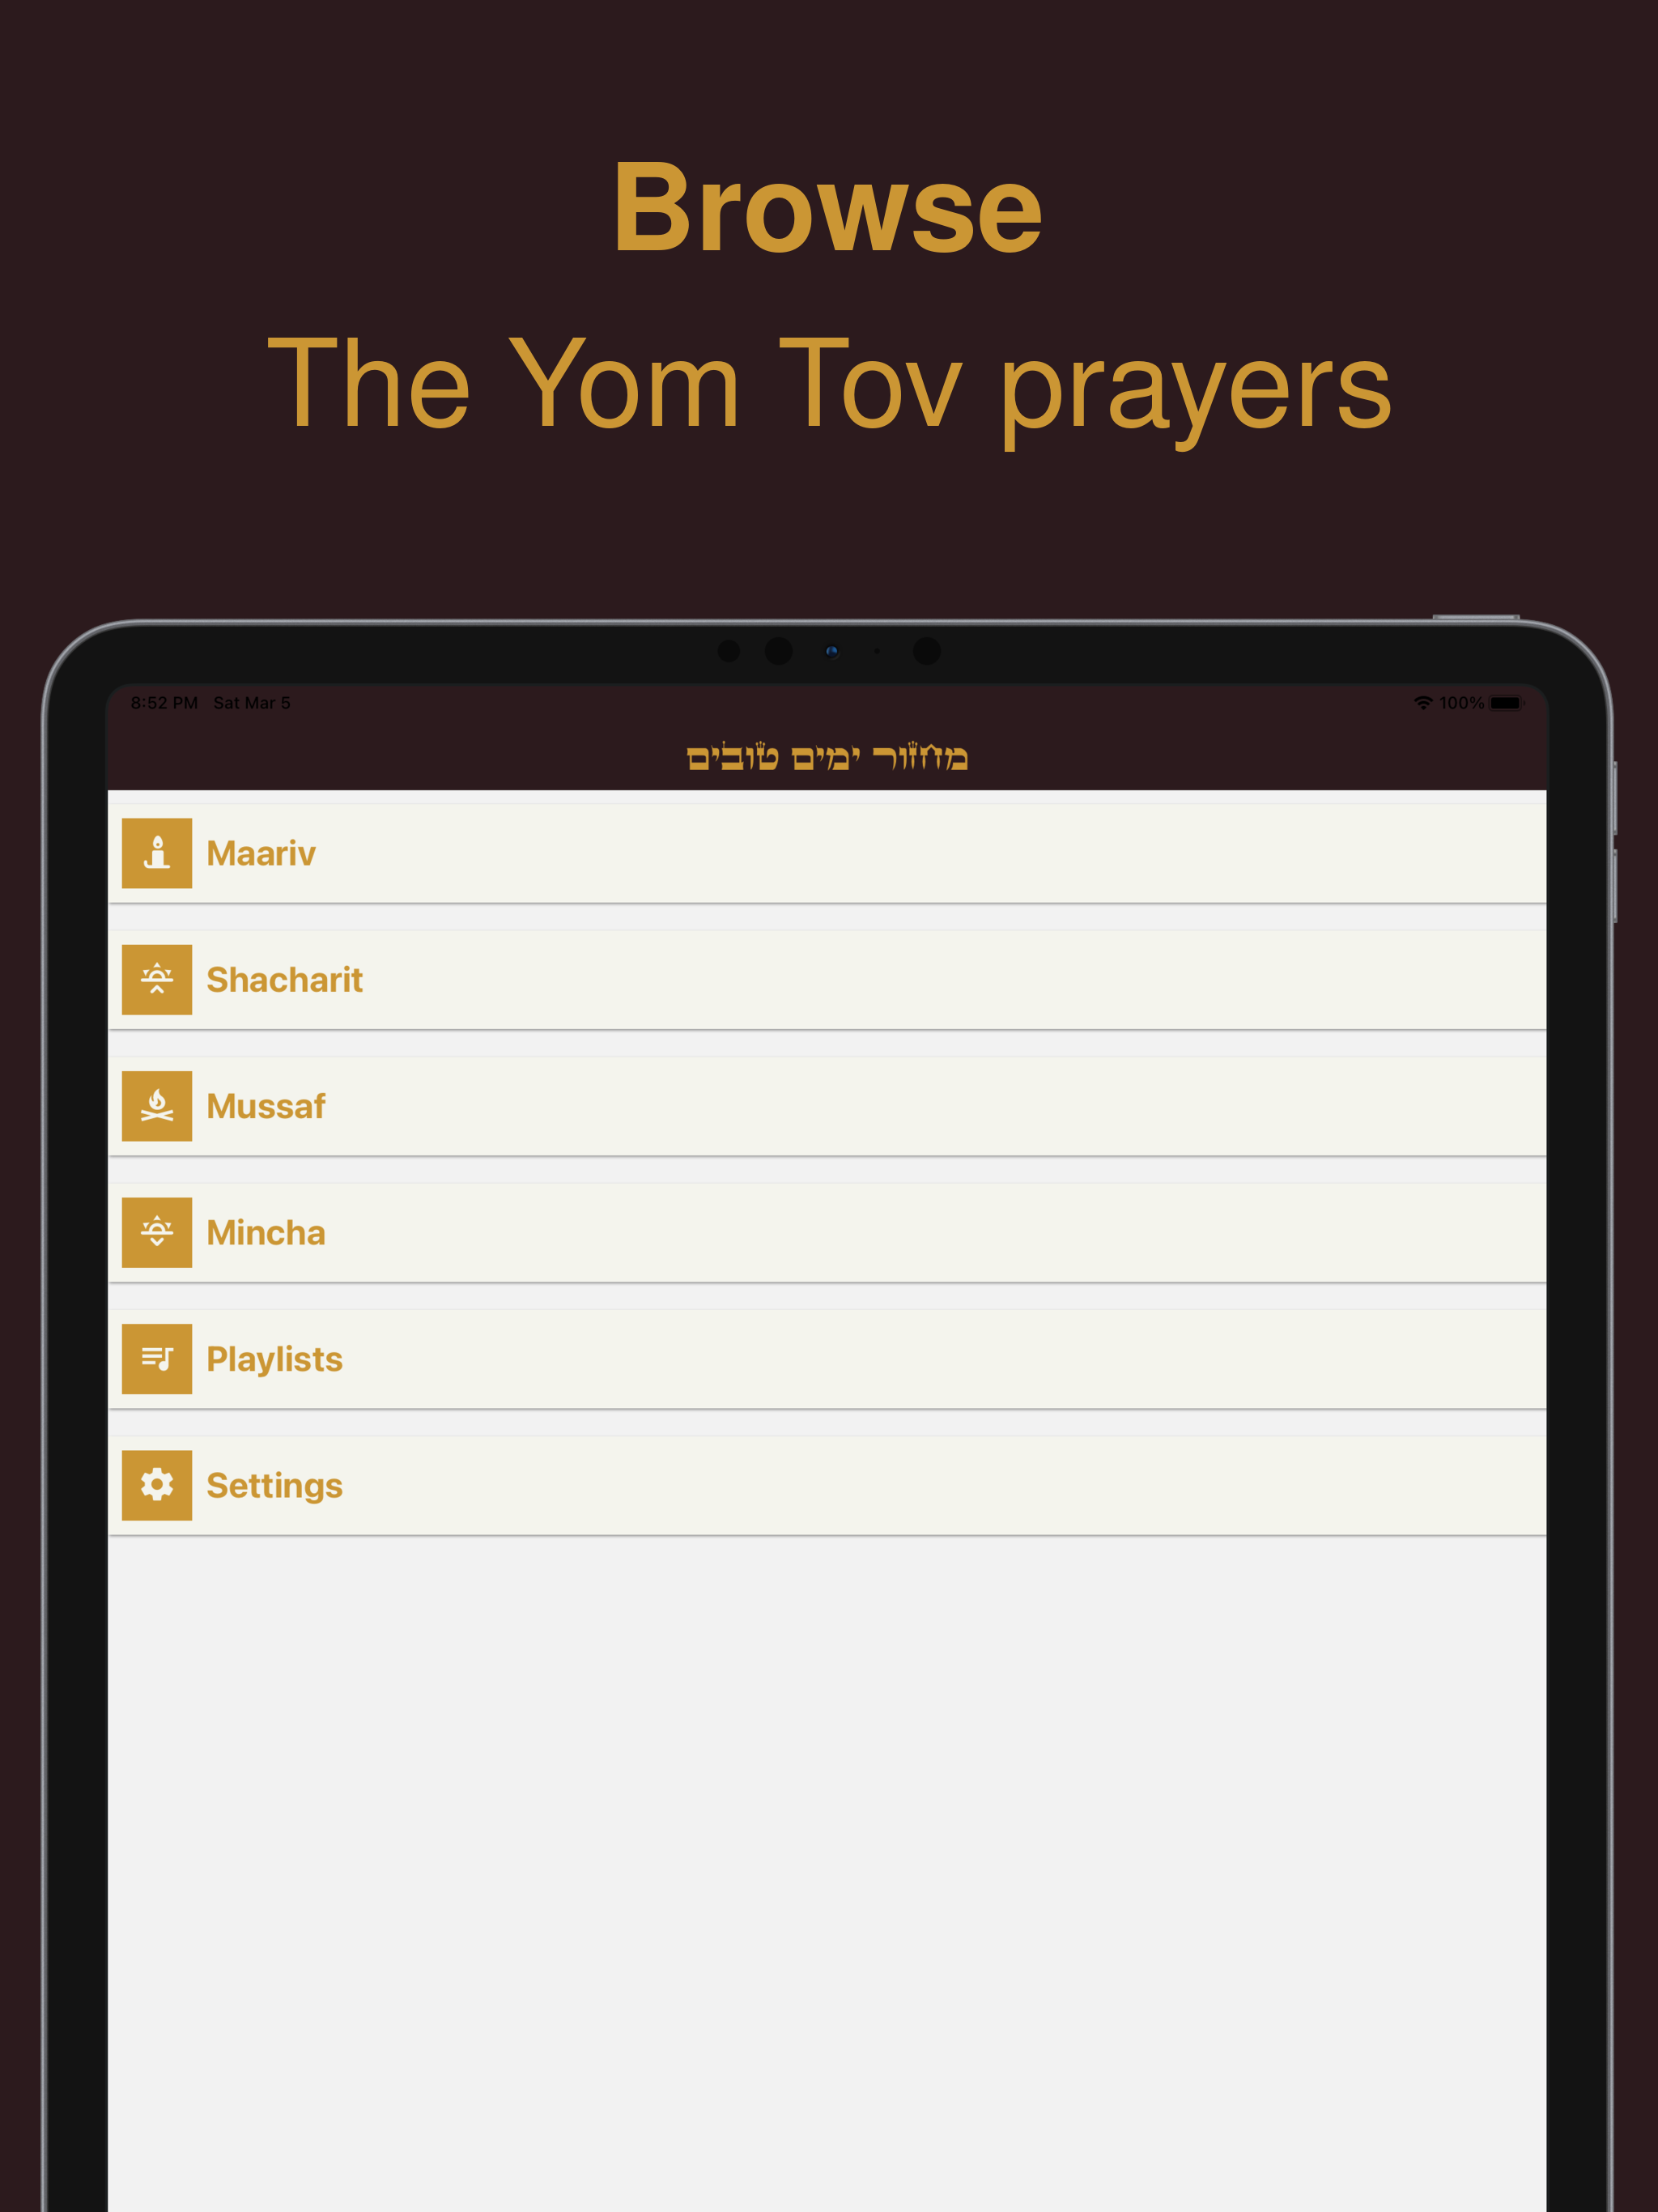 Browse
The Yom Tov prayers
8:52 PM Sat Mar 5
100%
מחזור ימים טובים
Maariv
Shacharit
Mussaf
Mincha
Playlists
Settings